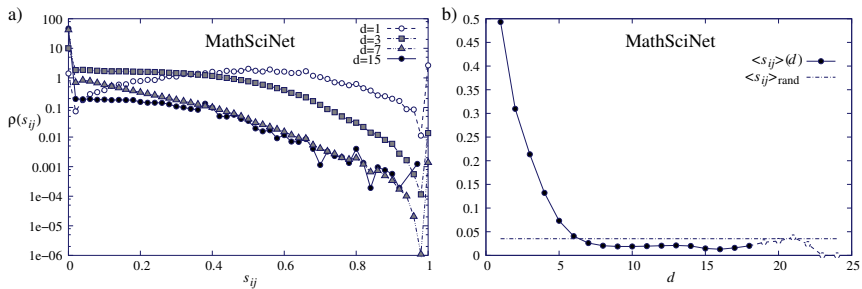 a)
MathSciNet
d=1
d=3
d=7
d=15
100
10
1
0.1
0.01
0.001
1e-04
1e-05
1e-06
ρ(s_ij)
0 0.2 0.4 0.6 0.8 1
s_ij
b)
MathSciNet
<s_ij>(d)
<s_ij>rand
0.5
0.45
0.4
0.35
0.3
0.25
0.2
0.15
0.1
0.05
0
0 5 10 15 20 25
d